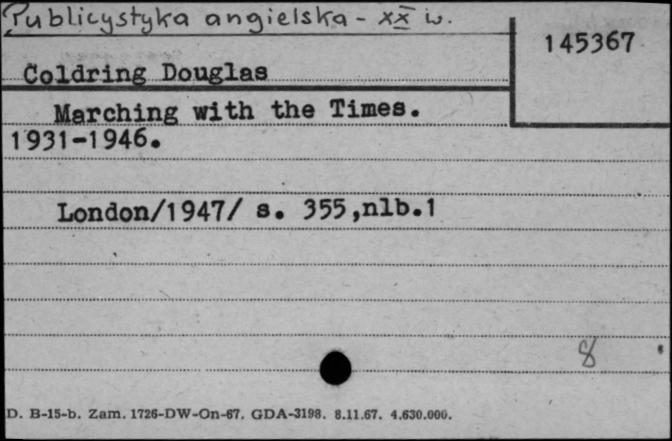 Publicystyka angielska - XX w.
145367
Coldring Douglas
Marching with the Times.
1931-1946.
London/1947/ s. 355,nlb.1
8
D. B-15-b. Zam. 1726-DW-On-67. GDA-3198. 8.11.67. 4.630.000.